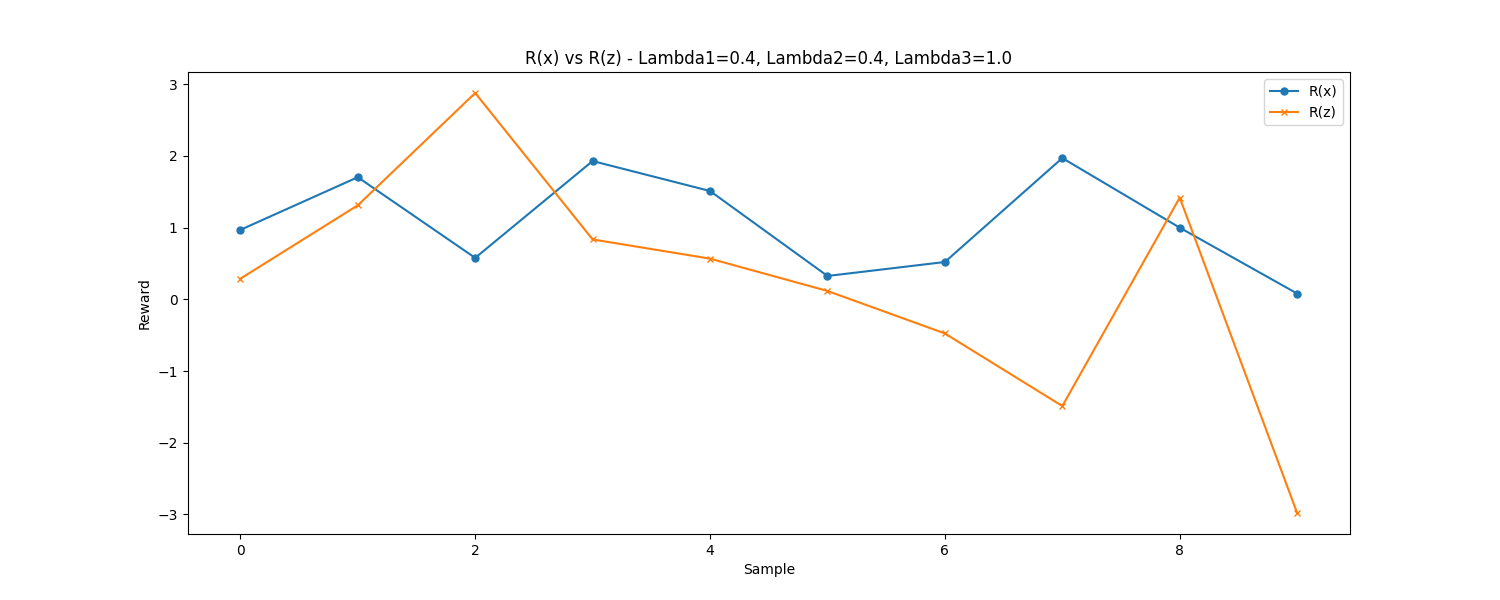 R(x) vs R(z) - Lambda1=0.4, Lambda2=0.4, Lambda3=1.0
R(x)
R(z)
3
2
1
0
−1
−2
−3
Reward
0 2 4 6 8
Sample